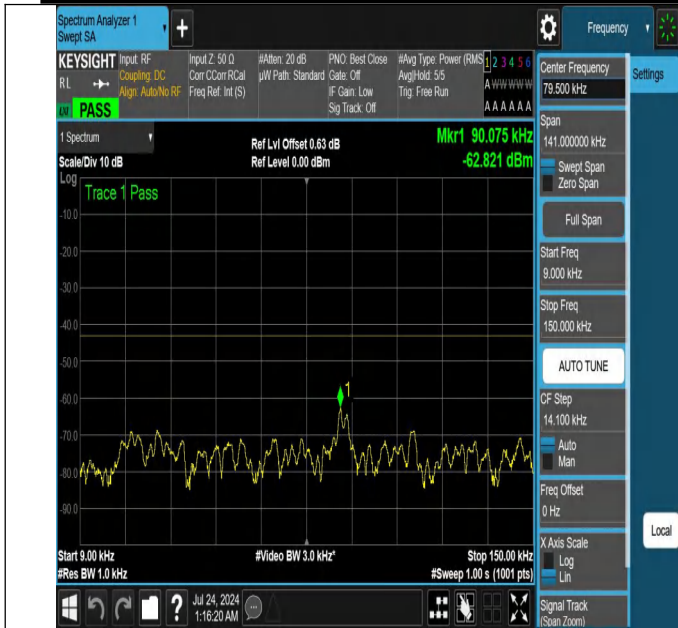 Spectrum Analyzer 1
Swept SA
+
Frequency
KEYSIGHT
RL
PASS
Input: RF
Coupling: DC
Align: Auto/No RF
Input Z: 50 Ω
Corr CCorr RCal
Freq Ref: Int (S)
#Atten: 20 dB
µW Path: Standard
PNO: Best Close
Gate: Off
IF Gain: Low
Sig Track: Off
#Avg Type: Power (RMS
Avg|Hold: 5/5
Trig: Free Run
1 2 3 4 5 6
A W W W W W
A A A A A A
1 Spectrum
Scale/Div 10 dB
Ref Lvl Offset 0.63 dB
Ref Level 0.00 dBm
Mkr1 90.075 kHz
-62.821 dBm
Log
Trace 1 Pass
-10.0
-20.0
-30.0
-40.0
-50.0
-60.0
-70.0
-80.0
-90.0
1
Start 9.00 kHz
#Res BW 1.0 kHz
#Video BW 3.0 kHz*
Stop 150.00 kHz
#Sweep 1.00 s (1001 pts)
Jul 24, 2024
1:16:20 AM
?
Center Frequency
79.500 kHz
Settings
Span
141.000000 kHz
Swept Span
Zero Span
Full Span
Start Freq
9.000 kHz
Stop Freq
150.000 kHz
AUTO TUNE
CF Step
14.100 kHz
Auto
Man
Freq Offset
0 Hz
X Axis Scale
Log
Lin
Local
Signal Track
(Span Zoom)